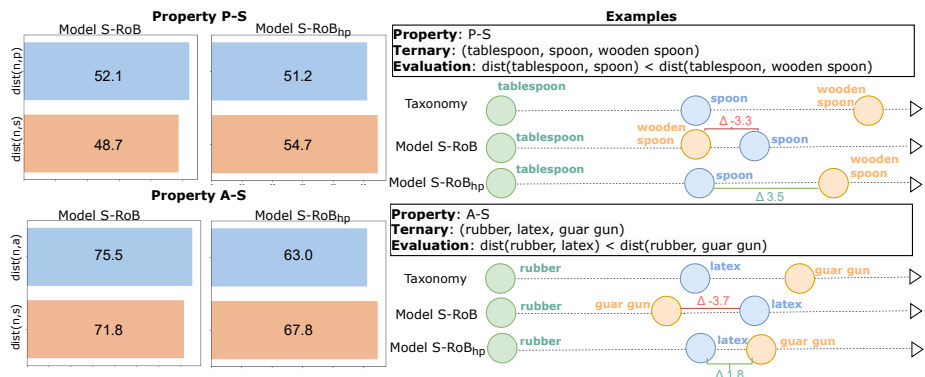 Property P-S
Model S-RoB
Model S-RoBhp
dist(n,p)
52.1
51.2
dist(n,s)
48.7
54.7
Property A-S
Model S-RoB
Model S-RoBhp
dist(n,a)
75.5
63.0
dist(n,s)
71.8
67.8
Examples
Property: P-S
Ternary: (tablespoon, spoon, wooden spoon)
Evaluation: dist(tablespoon, spoon) < dist(tablespoon, wooden spoon)
Taxonomy
tablespoon
spoon
wooden
spoon
Model S-RoB
tablespoon
wooden
spoon
Δ -3.3
spoon
Model S-RoBhp
tablespoon
spoon
wooden
spoon
Δ 3.5
Property: A-S
Ternary: (rubber, latex, guar gun)
Evaluation: dist(rubber, latex) < dist(rubber, guar gun)
Taxonomy
rubber
latex
guar gun
Model S-RoB
rubber
guar gun
Δ -3.7
latex
Model S-RoBhp
rubber
latex
guar gun
Δ 1.8